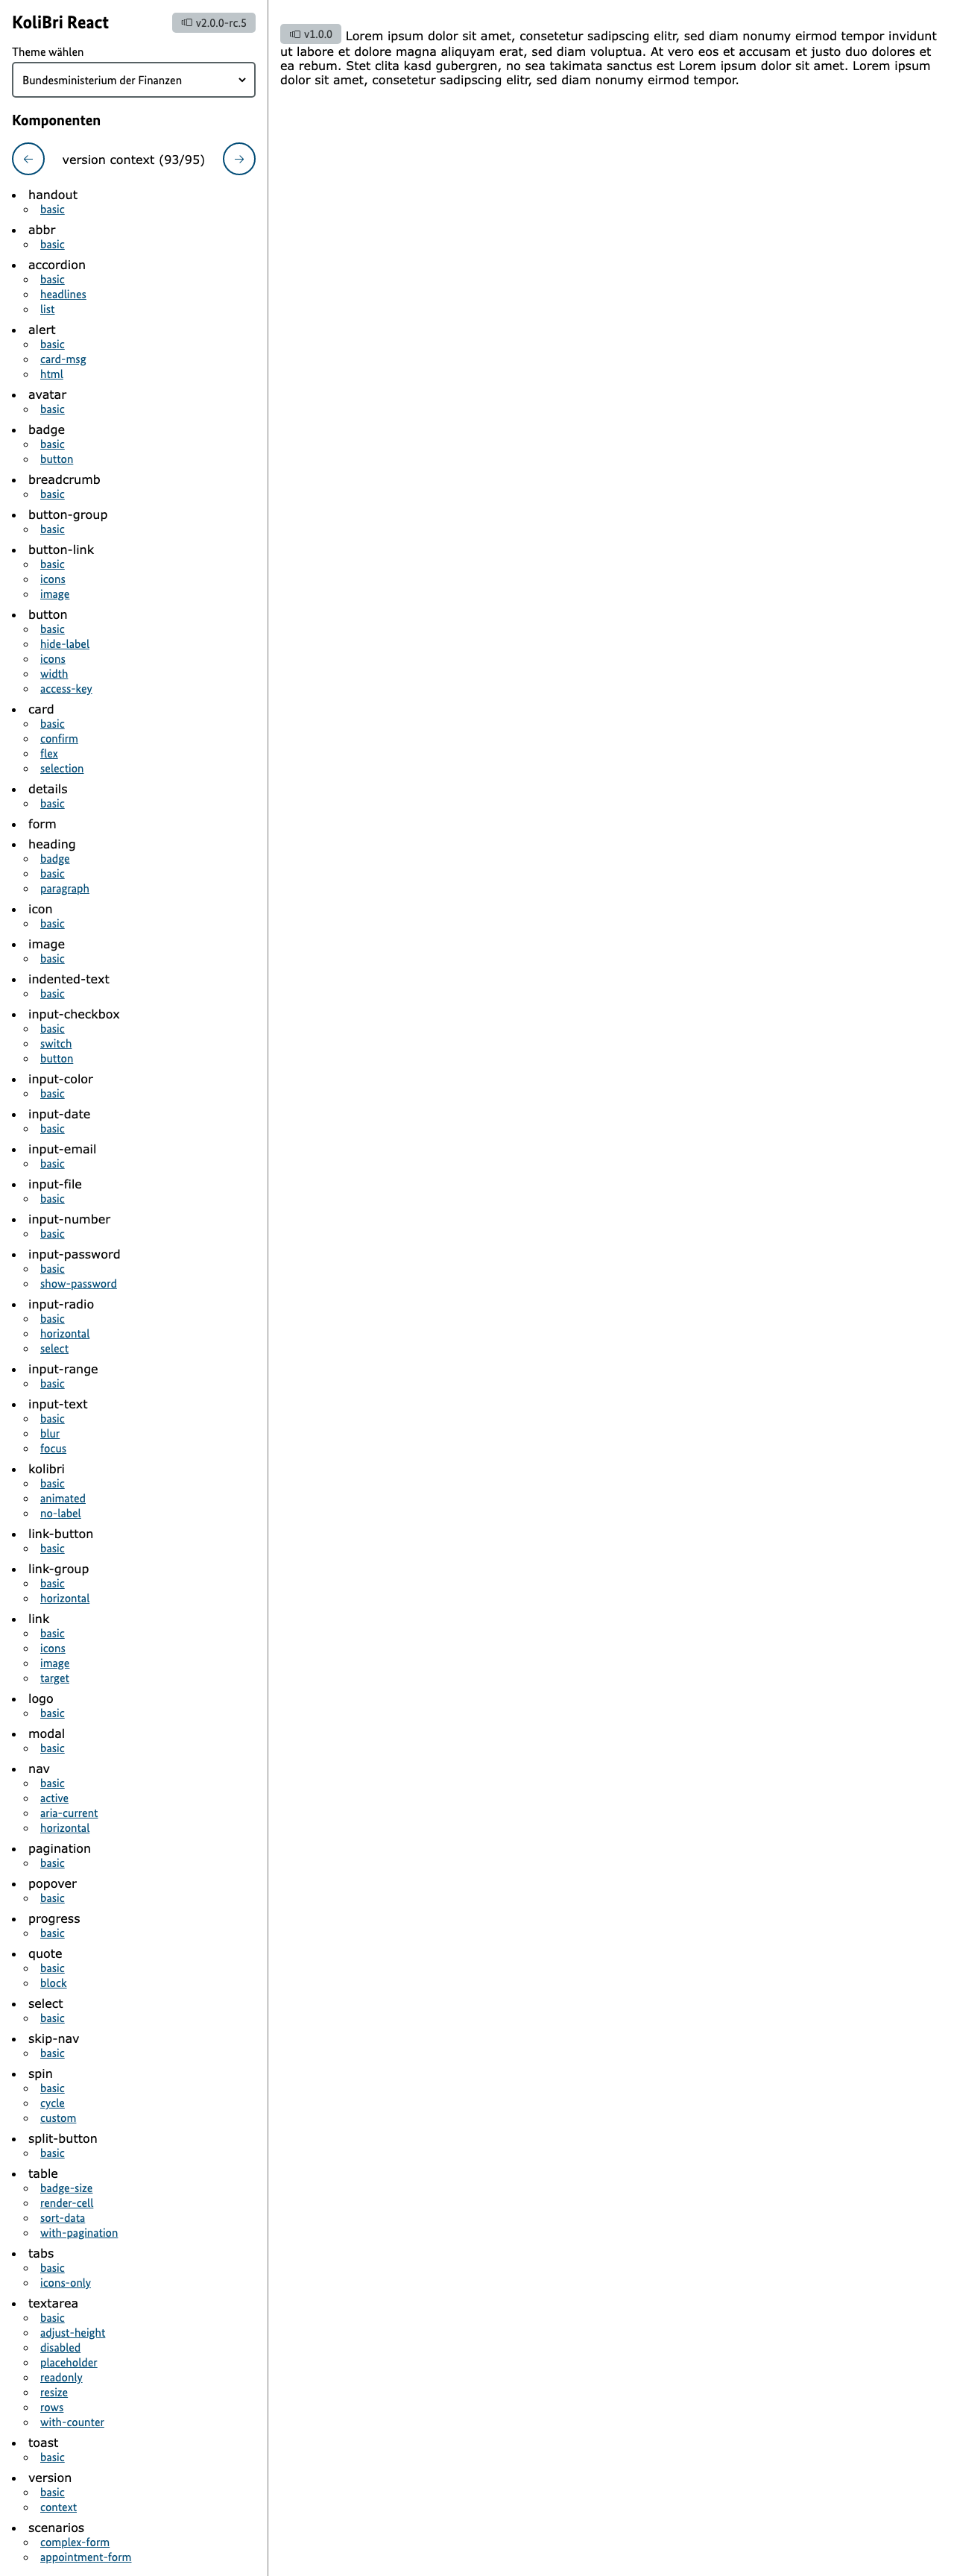 KoliBri React
v2.0.0-rc.5
Theme wählen
Bundesministerium der Finanzen
Komponenten
version context (93/95)
handout
basic
abbr
basic
accordion
basic
headlines
list
alert
basic
card-msg
html
avatar
basic
badge
basic
button
breadcrumb
basic
button-group
basic
button-link
basic
icons
image
button
basic
hide-label
icons
width
access-key
card
basic
confirm
flex
selection
details
basic
form
heading
badge
basic
paragraph
icon
basic
image
basic
indented-text
basic
input-checkbox
basic
switch
button
input-color
basic
input-date
basic
input-email
basic
input-file
basic
input-number
basic
input-password
basic
show-password
input-radio
basic
horizontal
select
input-range
basic
input-text
basic
blur
focus
kolibri
basic
animated
no-label
link-button
basic
link-group
basic
horizontal
link
basic
icons
image
target
logo
basic
modal
basic
nav
basic
active
aria-current
horizontal
pagination
basic
popover
basic
progress
basic
quote
basic
block
select
basic
skip-nav
basic
spin
basic
cycle
custom
split-button
basic
table
badge-size
render-cell
sort-data
with-pagination
tabs
basic
icons-only
textarea
basic
adjust-height
disabled
placeholder
readonly
resize
rows
with-counter
toast
basic
version
basic
context
scenarios
complex-form
appointment-form
v1.0.0 Lorem ipsum dolor sit amet, consetetur sadipscing elitr, sed diam nonumy eirmod tempor invidunt
ut labore et dolore magna aliquyam erat, sed diam voluptua. At vero eos et accusam et justo duo dolores et
ea rebum. Stet clita kasd gubergren, no sea takimata sanctus est Lorem ipsum dolor sit amet. Lorem ipsum
dolor sit amet, consetetur sadipscing elitr, sed diam nonumy eirmod tempor.